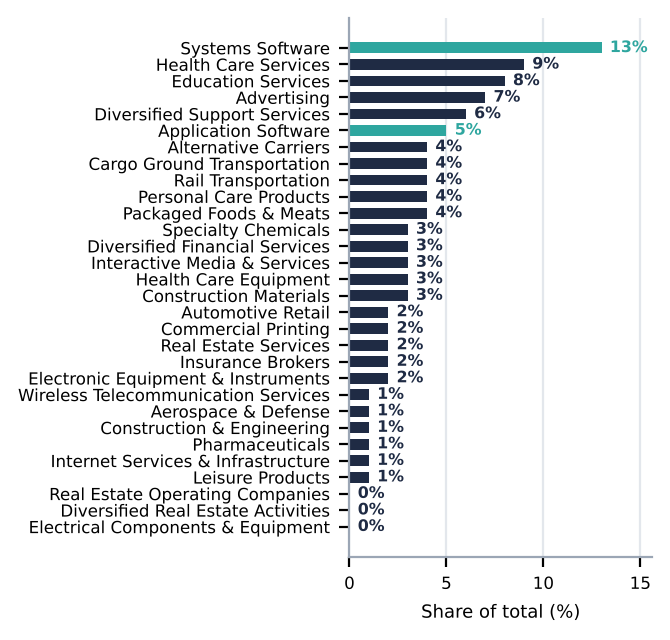 Systems Software 13%
Health Care Services 9%
Education Services 8%
Advertising 7%
Diversified Support Services 6%
Application Software 5%
Alternative Carriers 4%
Cargo Ground Transportation 4%
Rail Transportation 4%
Personal Care Products 4%
Packaged Foods & Meats 4%
Specialty Chemicals 3%
Diversified Financial Services 3%
Interactive Media & Services 3%
Health Care Equipment 3%
Construction Materials 3%
Automotive Retail 2%
Commercial Printing 2%
Real Estate Services 2%
Insurance Brokers 2%
Electronic Equipment & Instruments 2%
Wireless Telecommunication Services 1%
Aerospace & Defense 1%
Construction & Engineering 1%
Pharmaceuticals 1%
Internet Services & Infrastructure 1%
Leisure Products 1%
Real Estate Operating Companies 0%
Diversified Real Estate Activities 0%
Electrical Components & Equipment 0%
0 5 10 15
Share of total (%)